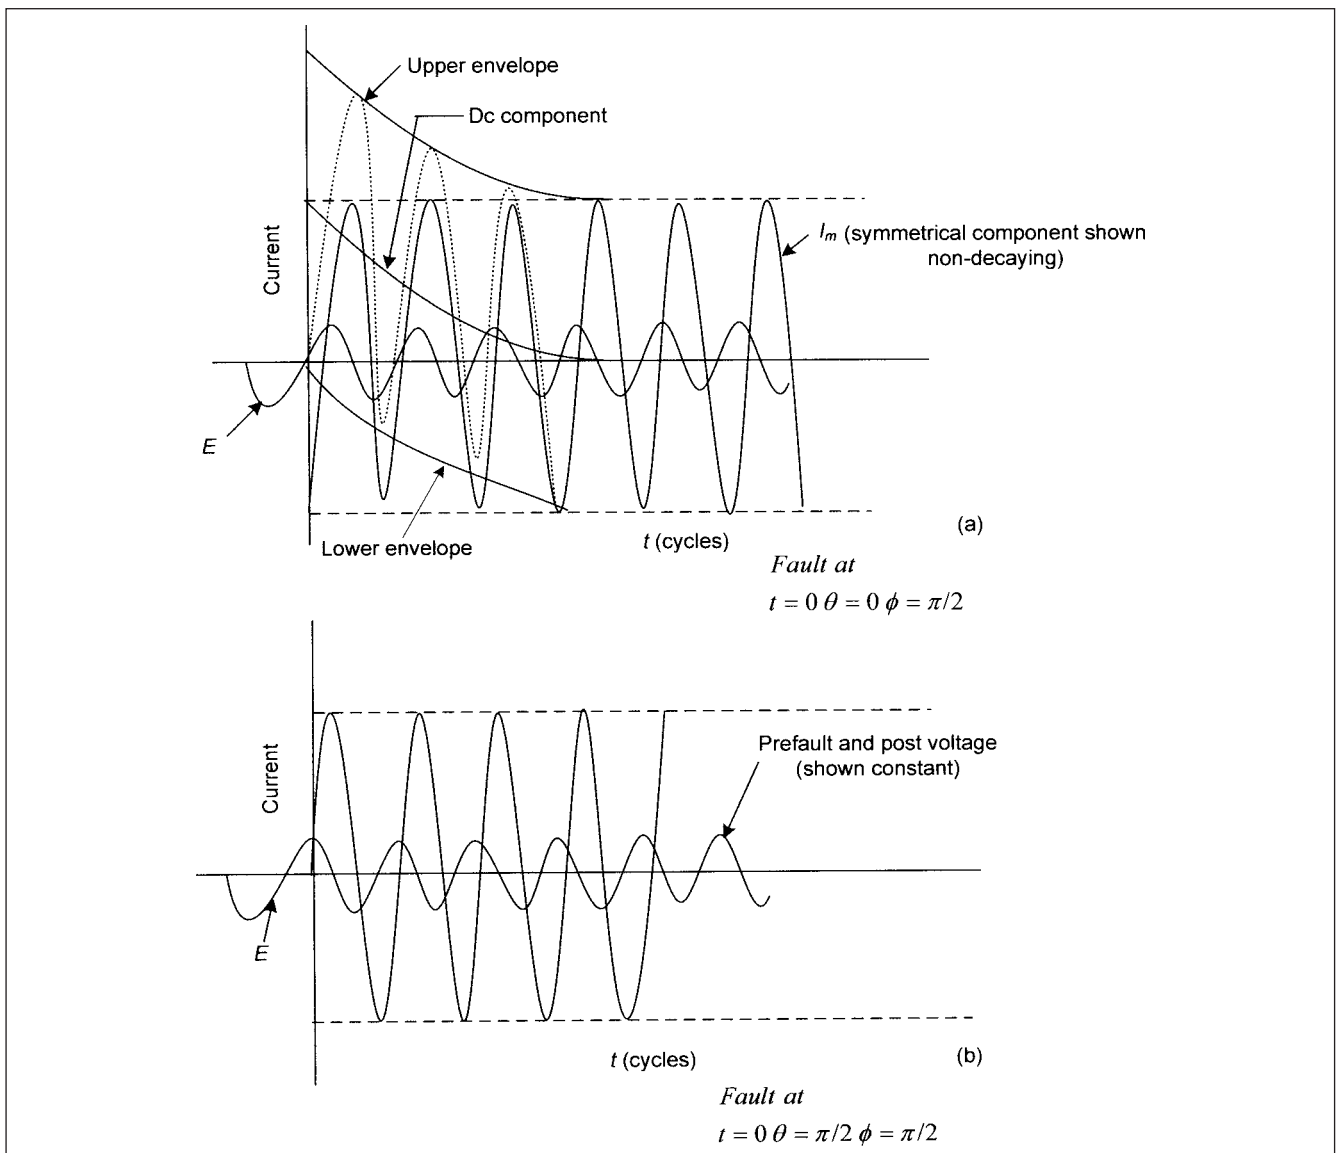 Upper envelope
Dc component
Current
I_m (symmetrical component shown
non-decaying)
E
Lower envelope
t (cycles)
(a)
Fault at
t = 0 θ = 0 ϕ = π/2
Current
Prefault and post voltage
(shown constant)
E
t (cycles)
(b)
Fault at
t = 0 θ = π/2 ϕ = π/2